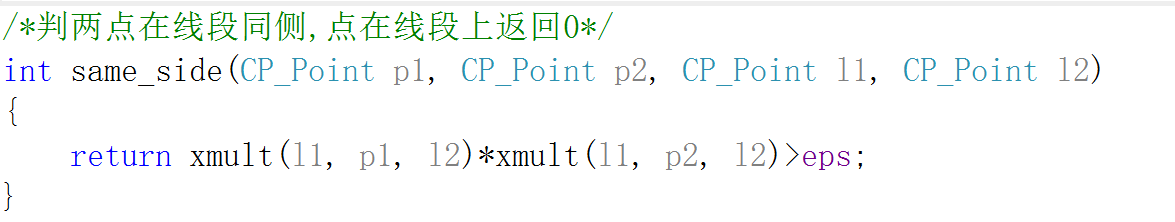 /*判两点在线段同侧,点在线段上返回0*/
int same_side(CP_Point p1, CP_Point p2, CP_Point l1, CP_Point l2)
{
    return xmult(l1, p1, l2)*xmult(l1, p2, l2)>eps;
}